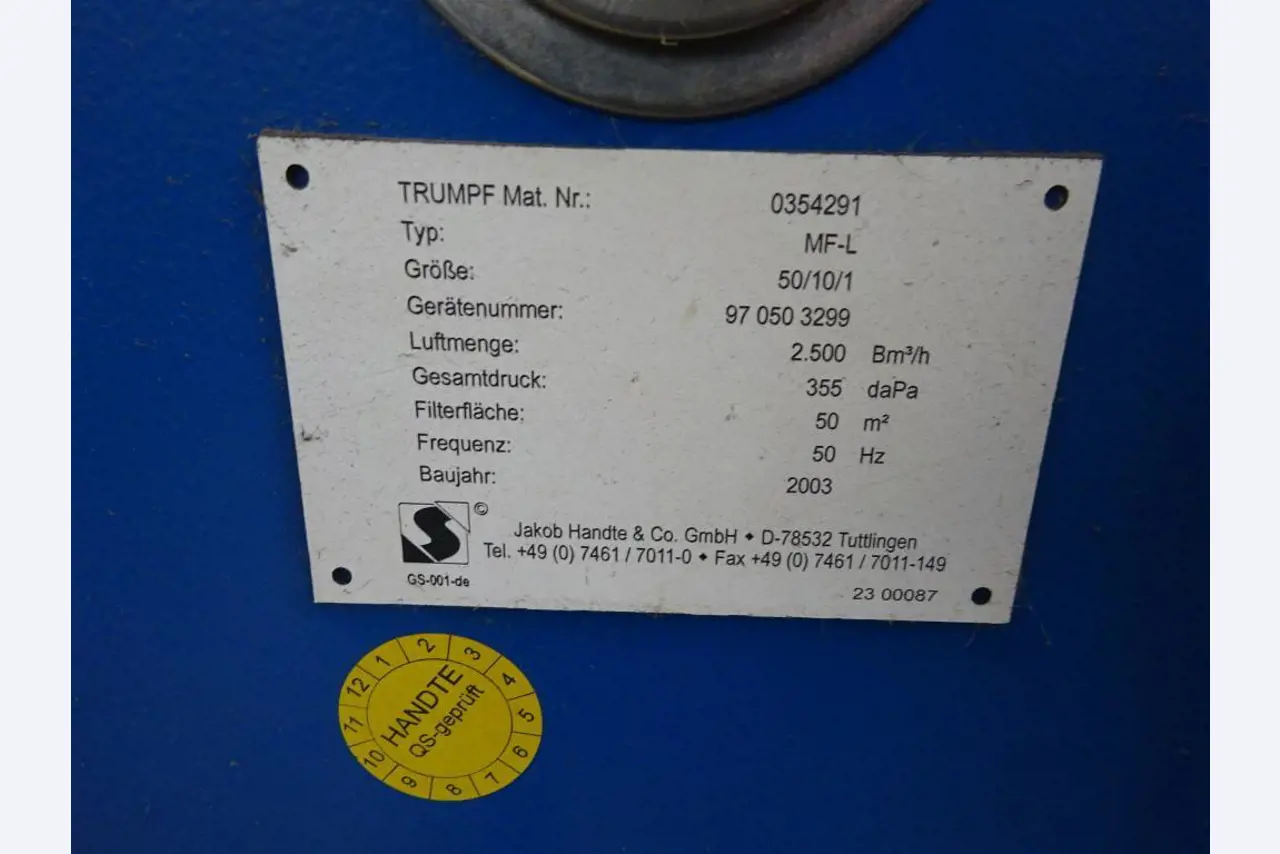 TRUMPF Mat. Nr.: 0354291
Typ: MF-L
Größe: 50/10/1
Gerätenummer: 97 050 3299
Luftmenge: 2.500 Bm³/h
Gesamtdruck: 355 daPa
Filterfläche: 50 m²
Frequenz: 50 Hz
Baujahr: 2003
©
Jakob Handte & Co. GmbH • D-78532 Tuttlingen
Tel. +49 (0) 7461 / 7011-0 • Fax +49 (0) 7461 / 7011-149
GS-001-de
23 00087
1 2 3 4 5 6 7 8 9 10 11 12
HANDTE
QS-geprüft